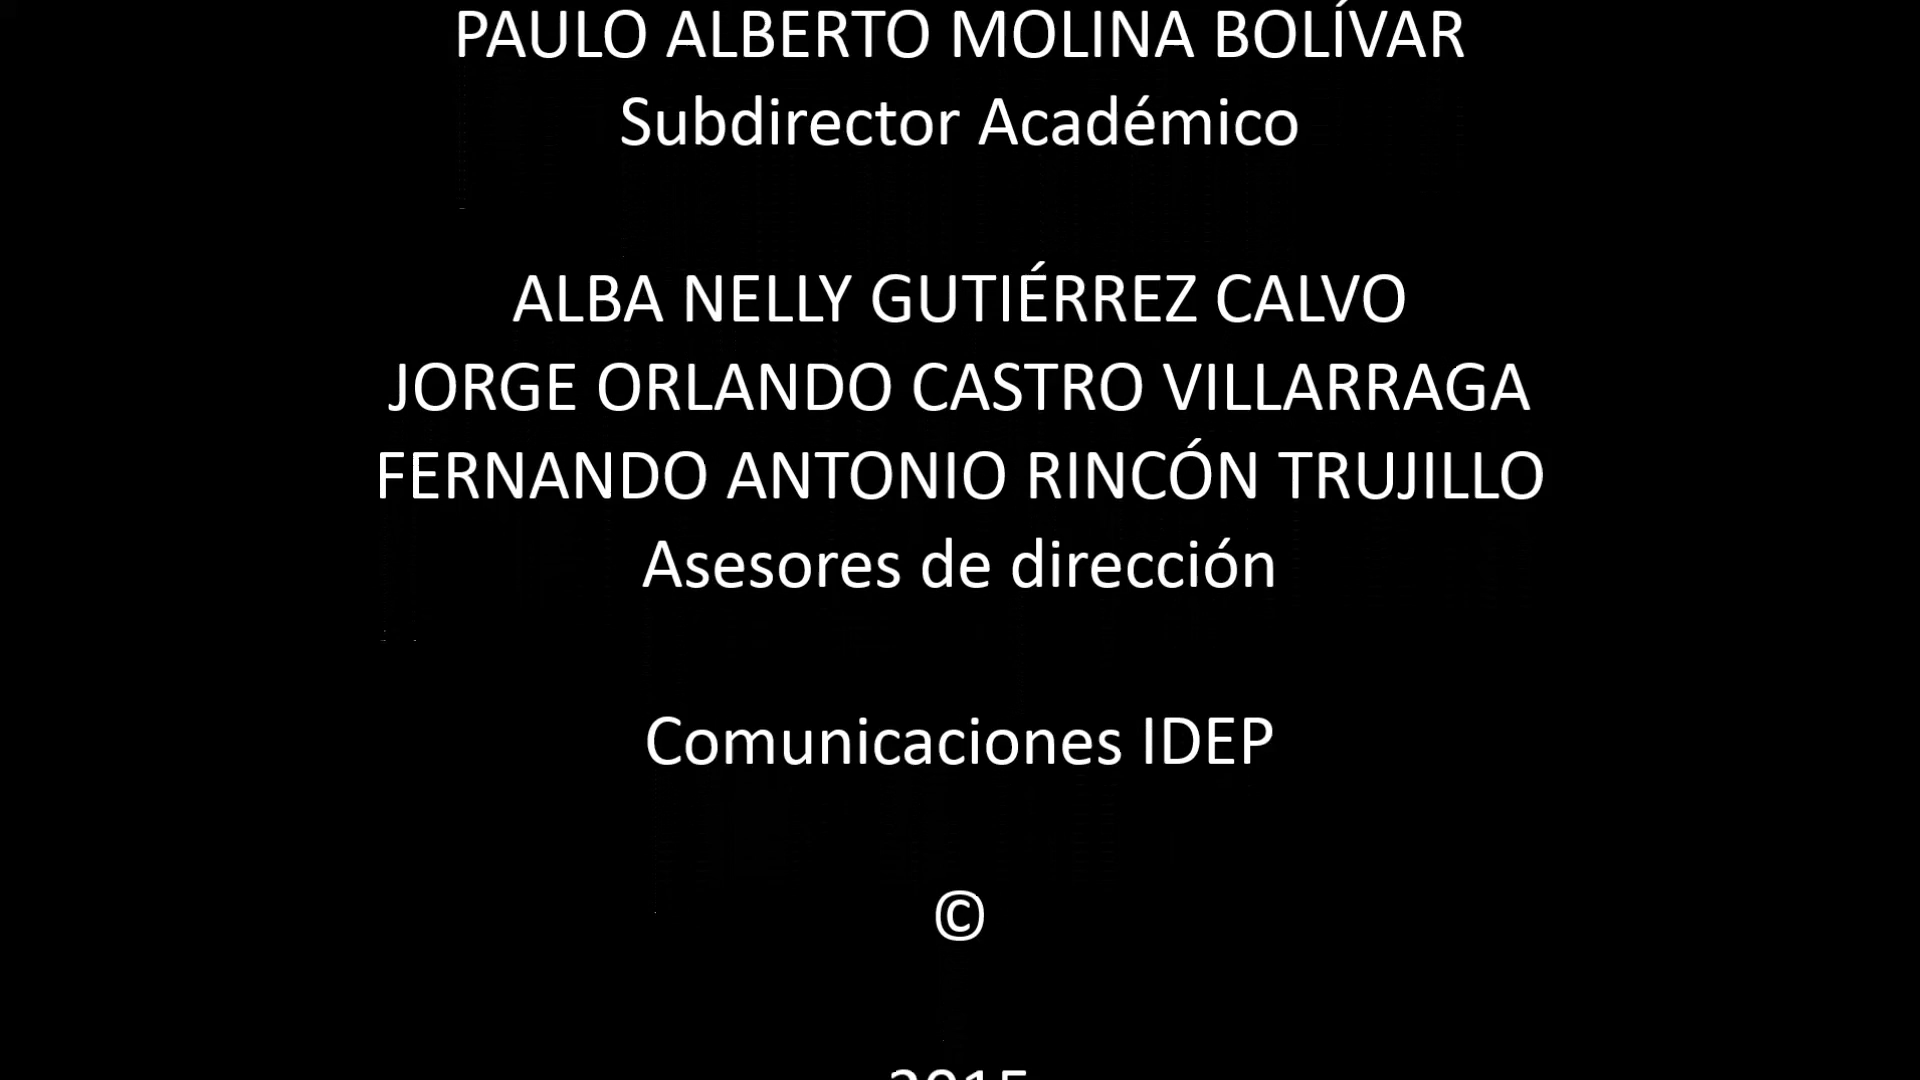 PAULO ALBERTO MOLINA BOLÍVAR
Subdirector Académico
ALBA NELLY GUTIÉRREZ CALVO
JORGE ORLANDO CASTRO VILLARRAGA
FERNANDO ANTONIO RINCÓN TRUJILLO
Asesores de dirección
Comunicaciones IDEP
©
2015